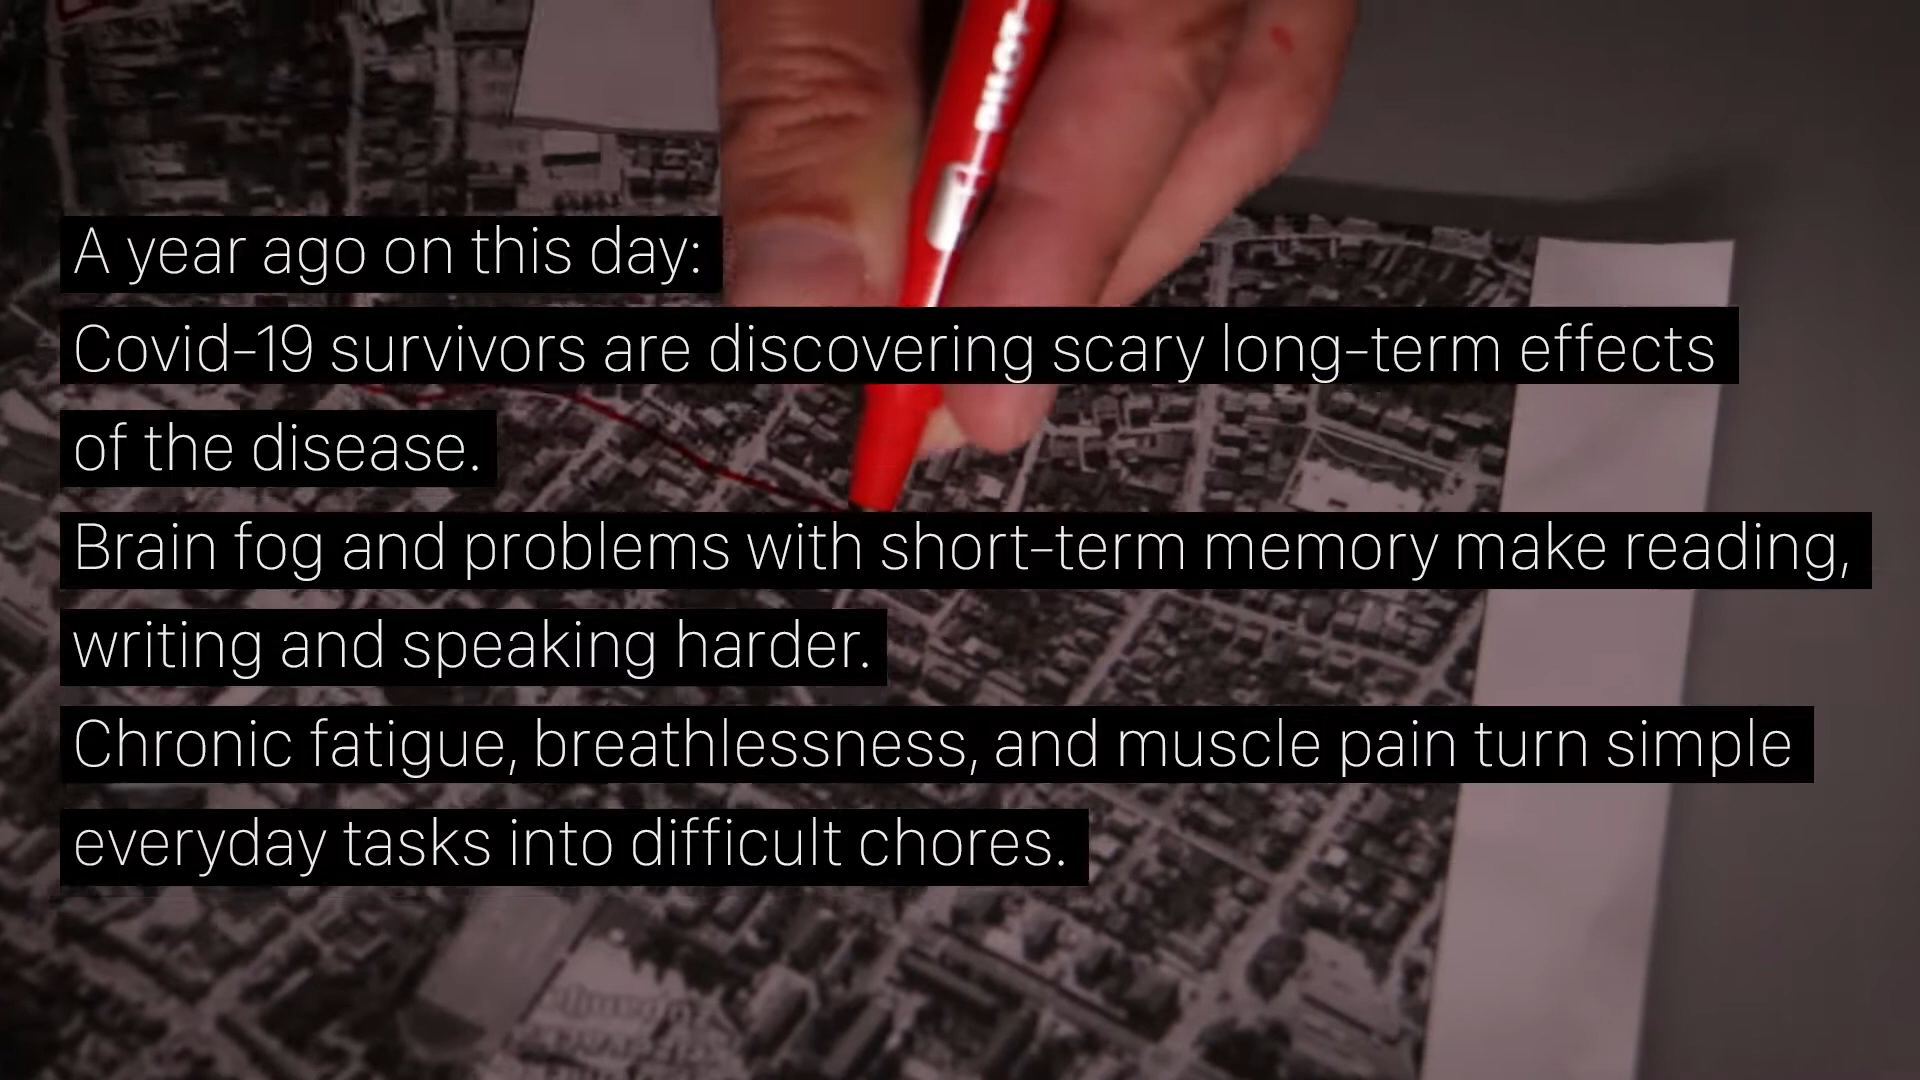 PILOT
A year ago on this day:
Covid-19 survivors are discovering scary long-term effects
of the disease.
Brain fog and problems with short-term memory make reading,
writing and speaking harder.
Chronic fatigue, breathlessness, and muscle pain turn simple
everyday tasks into difficult chores.